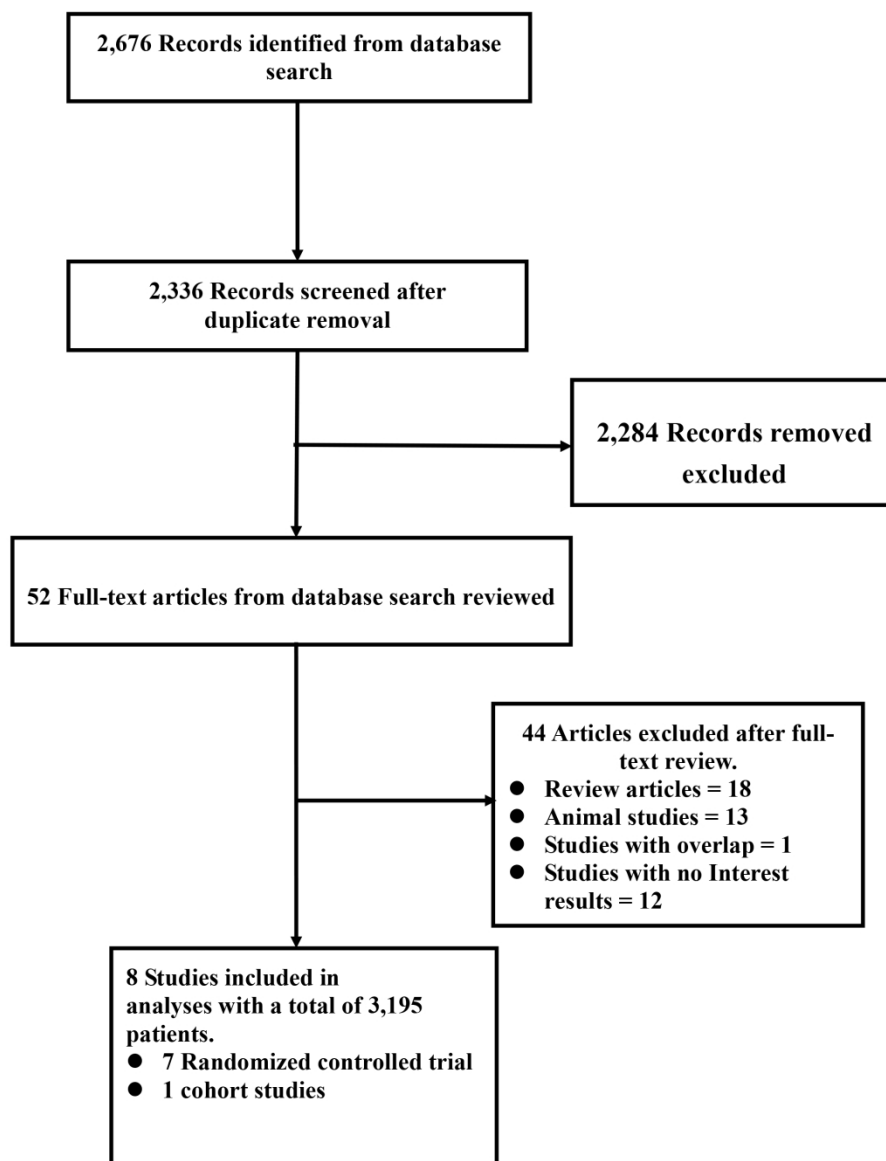 2,676 Records identified from database
search
2,336 Records screened after
duplicate removal
2,284 Records removed
excluded
52 Full-text articles from database search reviewed
44 Articles excluded after full-
text review.
● Review articles = 18
● Animal studies = 13
● Studies with overlap = 1
● Studies with no Interest
results = 12
8 Studies included in
analyses with a total of 3,195
patients.
● 7 Randomized controlled trial
● 1 cohort studies